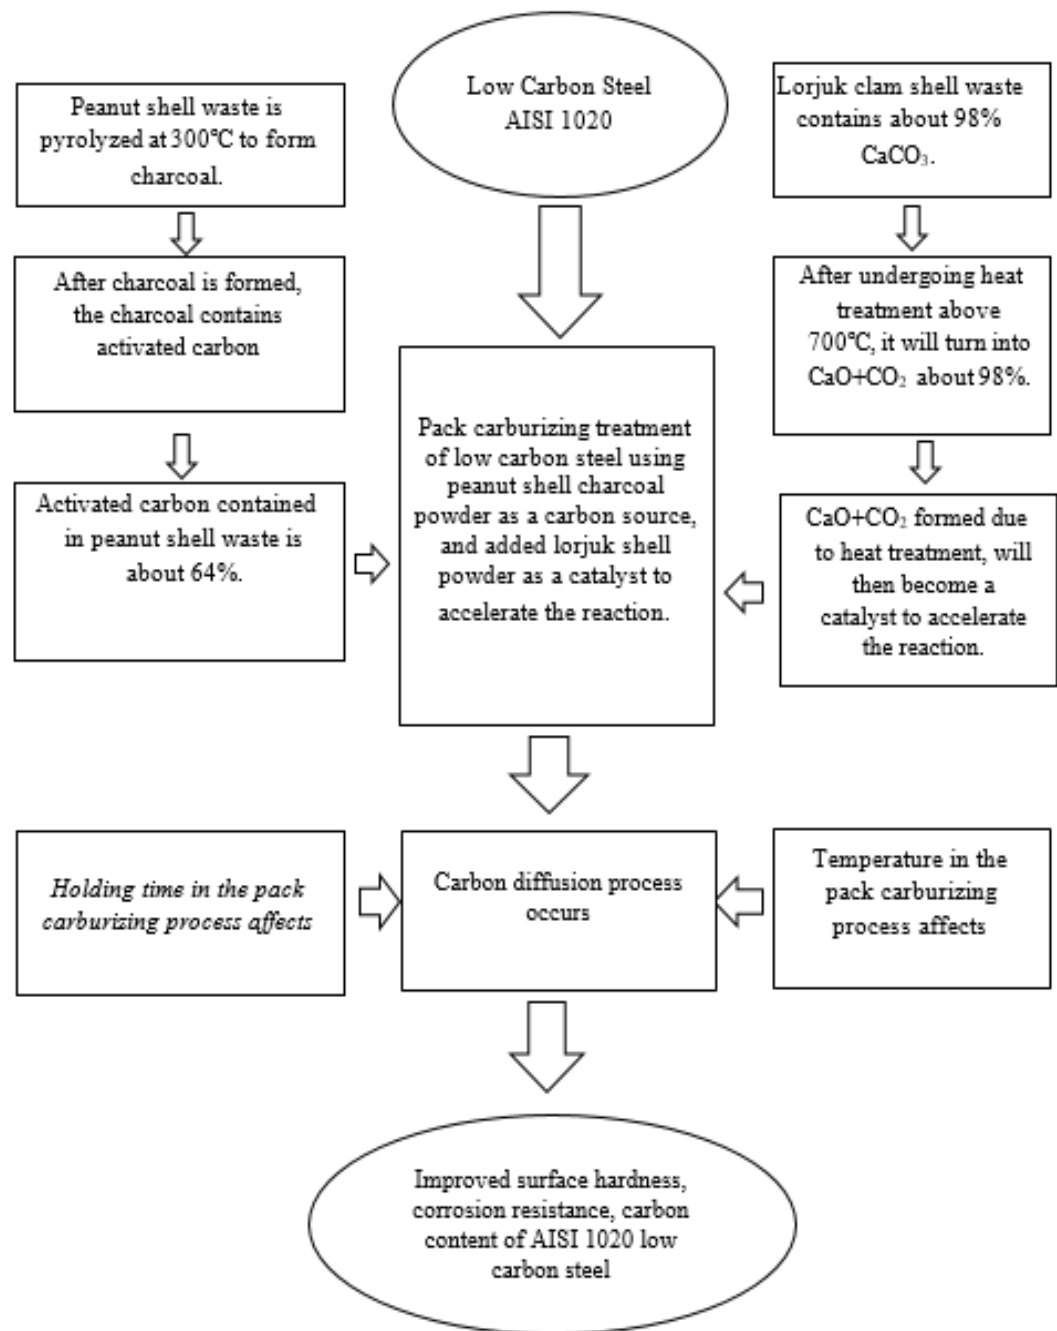 Low Carbon Steel
AISI 1020
Peanut shell waste is
pyrolyzed at 300℃ to form
charcoal.
Lorjuk clam shell waste
contains about 98%
CaCO₃.
After charcoal is formed,
the charcoal contains
activated carbon
After undergoing heat
treatment above
700℃, it will turn into
CaO+CO₂ about 98%.
Activated carbon contained
in peanut shell waste is
about 64%.
Pack carburizing treatment
of low carbon steel using
peanut shell charcoal
powder as a carbon source,
and added lorjuk shell
powder as a catalyst to
accelerate the reaction.
CaO+CO₂ formed due
to heat treatment, will
then become a
catalyst to accelerate
the reaction.
Holding time in the pack
carburizing process affects
Carbon diffusion process
occurs
Temperature in the
pack carburizing
process affects
Improved surface hardness,
corrosion resistance, carbon
content of AISI 1020 low
carbon steel